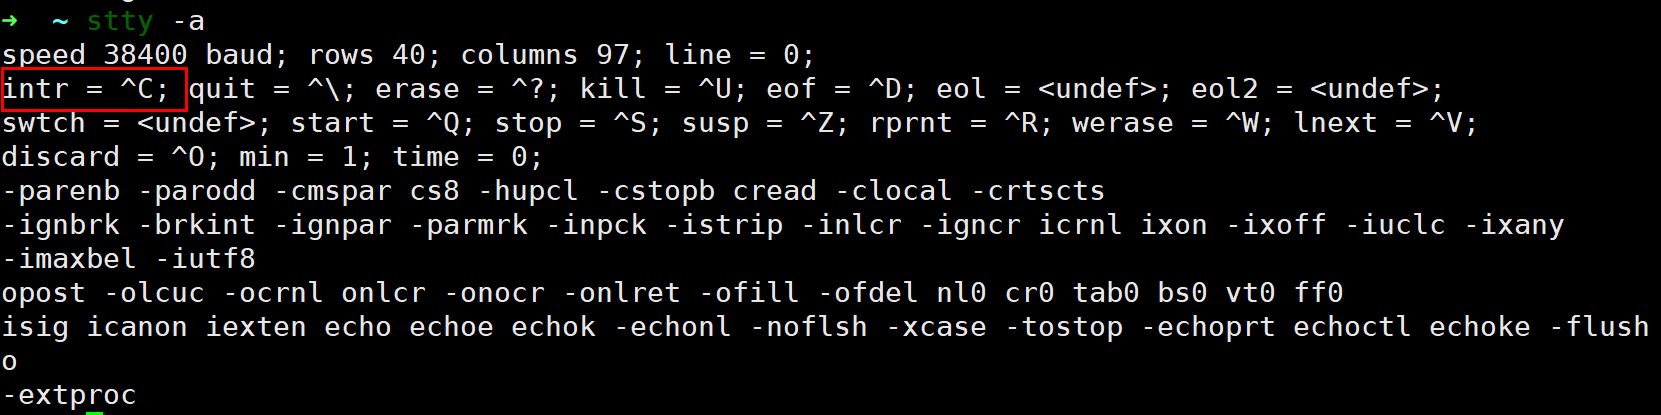 ➜  ~ stty -a
speed 38400 baud; rows 40; columns 97; line = 0;
intr = ^C; quit = ^\; erase = ^?; kill = ^U; eof = ^D; eol = <undef>; eol2 = <undef>;
swtch = <undef>; start = ^Q; stop = ^S; susp = ^Z; rprnt = ^R; werase = ^W; lnext = ^V;
discard = ^O; min = 1; time = 0;
-parenb -parodd -cmspar cs8 -hupcl -cstopb cread -clocal -crtscts
-ignbrk -brkint -ignpar -parmrk -inpck -istrip -inlcr -igncr icrnl ixon -ixoff -iuclc -ixany
-imaxbel -iutf8
opost -olcuc -ocrnl onlcr -onocr -onlret -ofill -ofdel nl0 cr0 tab0 bs0 vt0 ff0
isig icanon iexten echo echoe echok -echonl -noflsh -xcase -tostop -echoprt echoctl echoke -flush
o
-extproc